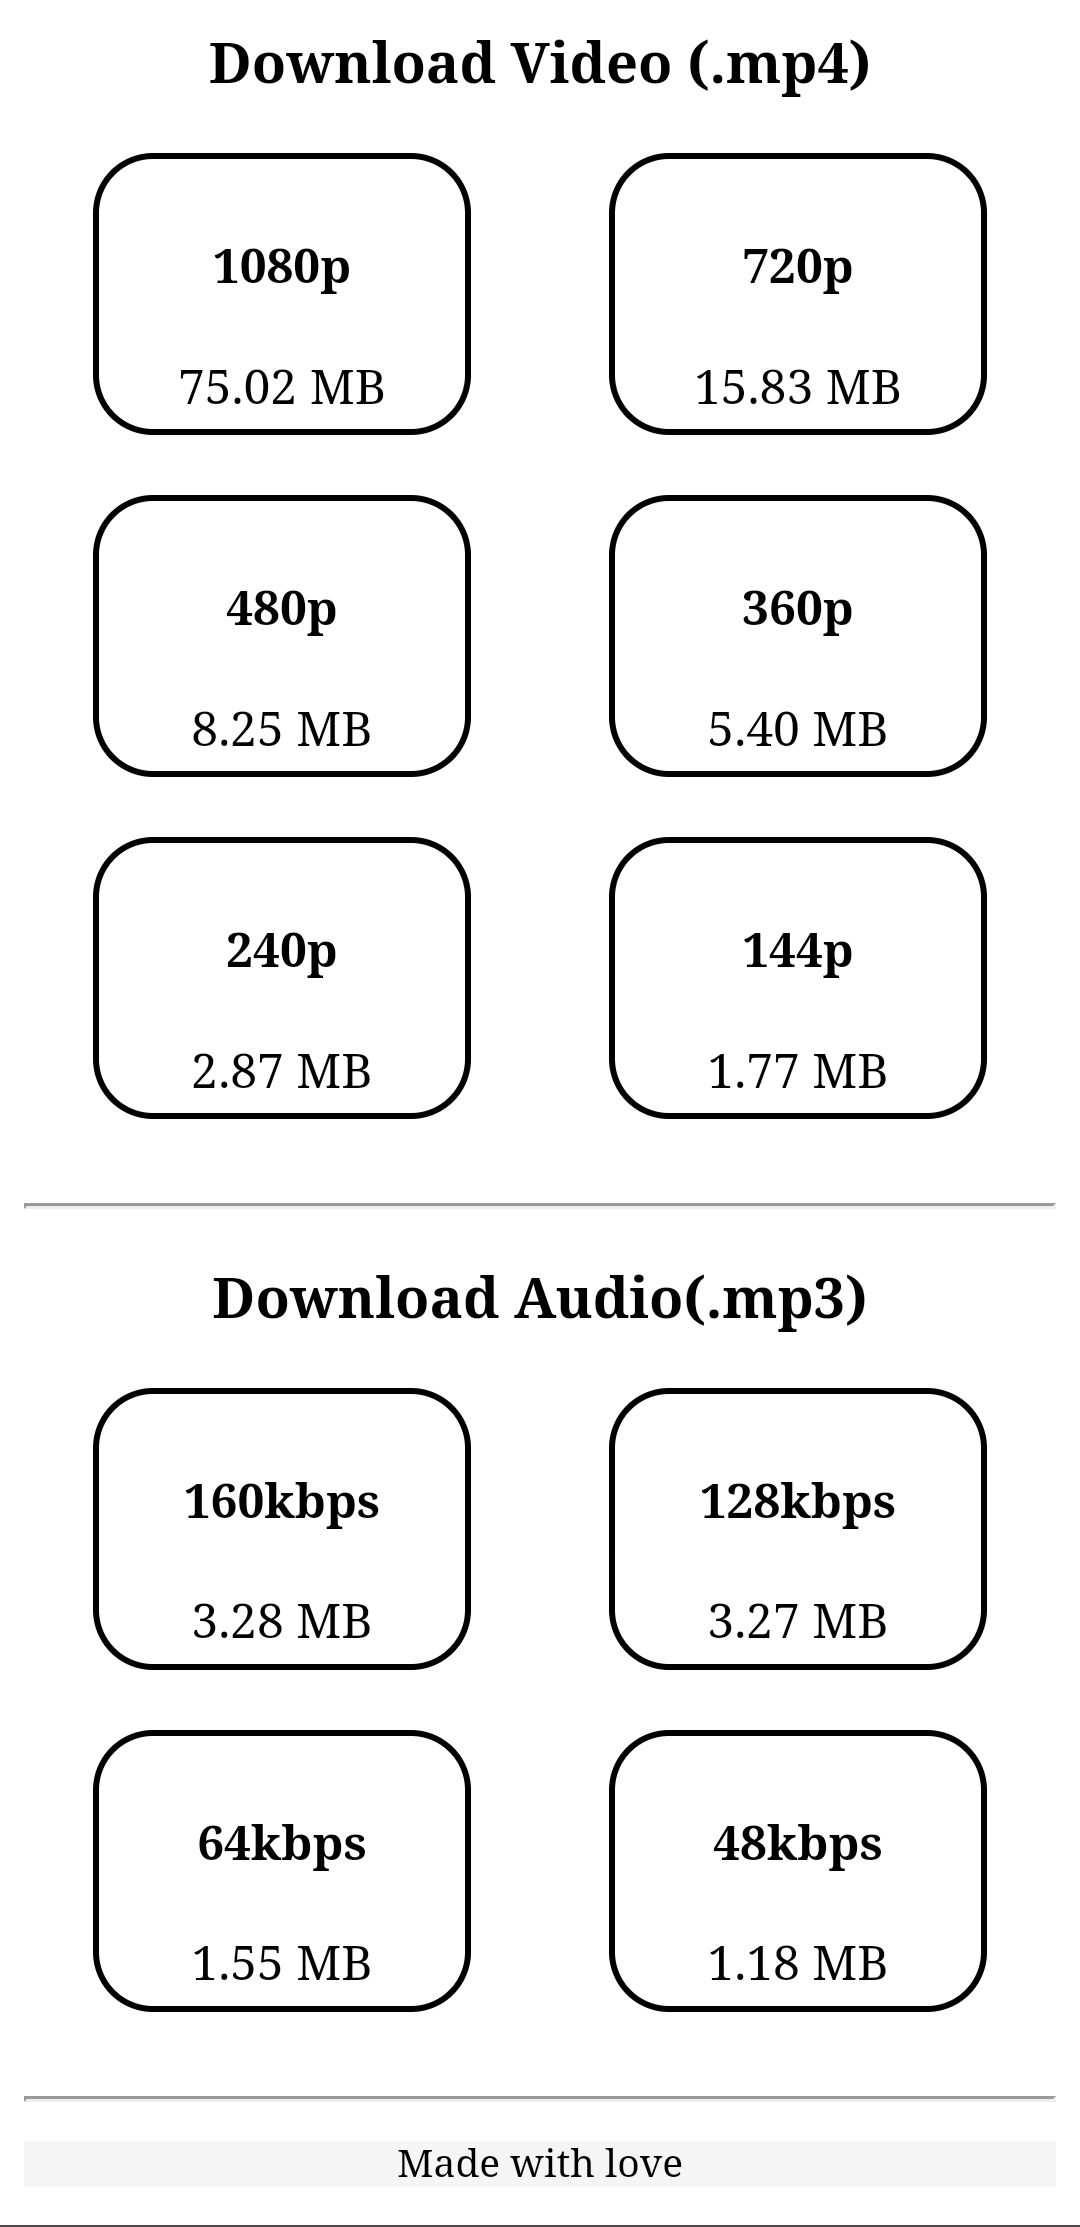 Download Video (.mp4)
1080p
75.02 MB
720p
15.83 MB
480p
8.25 MB
360p
5.40 MB
240p
2.87 MB
144p
1.77 MB
Download Audio(.mp3)
160kbps
3.28 MB
128kbps
3.27 MB
64kbps
1.55 MB
48kbps
1.18 MB
Made with love